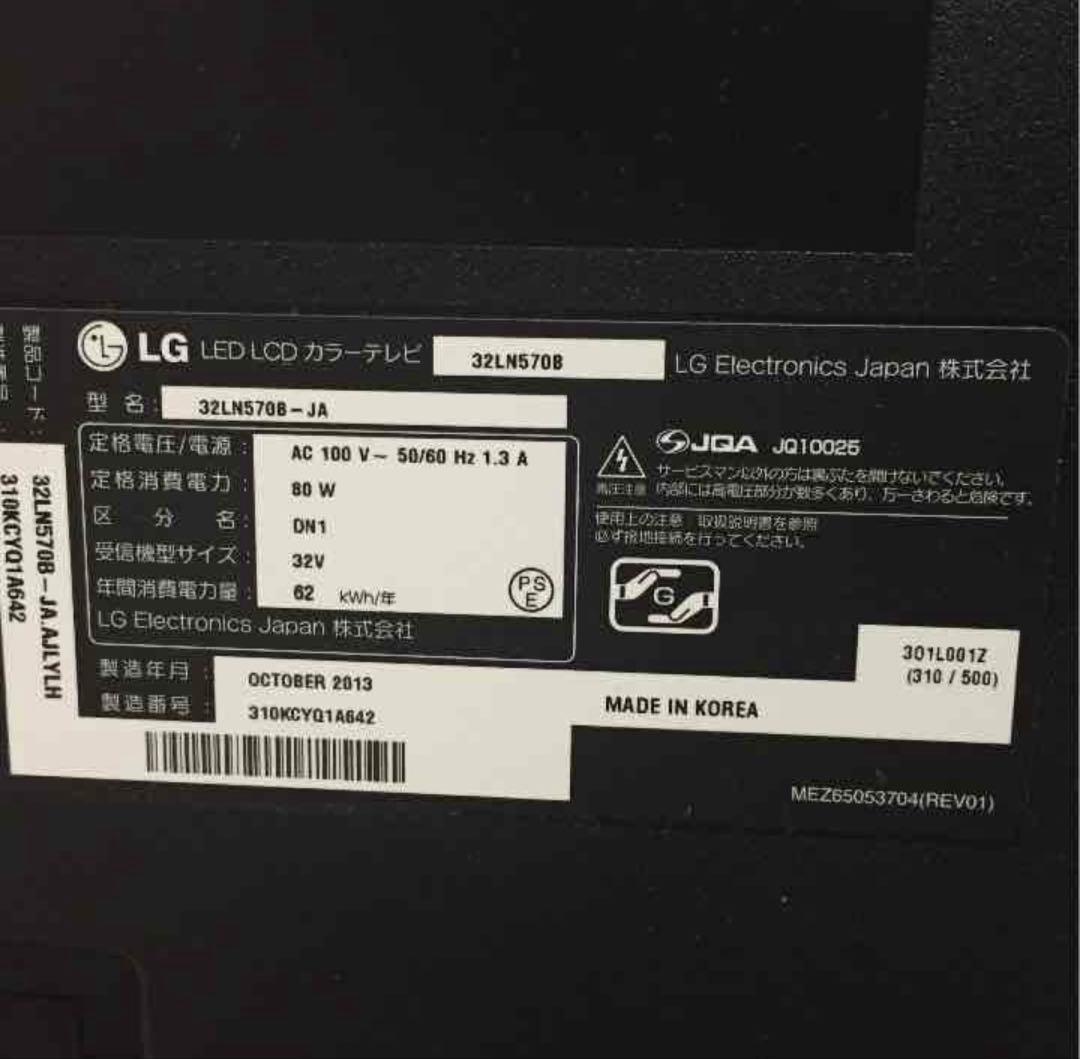 LG LED LCD カラーテレビ 32LN570B LG Electronics Japan 株式会社
型 名 : 32LN570B-JA
定格電圧/電源 : AC 100 V~ 50/60 Hz 1.3 A
定格消費電力 : 80 W
区 分 名 : DN1
受信機型サイズ : 32V
年間消費電力量 : 62 kWh/年
PS E
LG Electronics Japan 株式会社
JQA JQ10025
高圧注意
サービスマン以外の方は裏ぶたを開けないでください。
内部には高電圧部分が数多くあり、万一さわると危険です。
使用上の注意 取扱説明書を参照
必ず接地接続を行ってください。
G
製造年月 : OCTOBER 2013
製造番号 : 310KCYQ1A642
MADE IN KOREA
301L001Z
(310 / 500)
MEZ65053704(REV01)
製品コード :
32LN570B-JA.AJLYLH
310KCYQ1A642